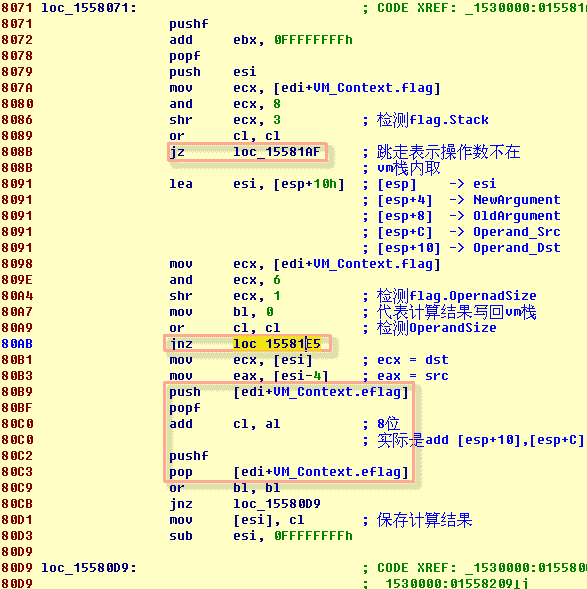 8071 loc_1558071: ; CODE XREF: _1530000:01558
8071 pushf
8072 add ebx, 0FFFFFFFFh
8078 popf
8079 push esi
807A mov ecx, [edi+VM_Context.flag]
8080 and ecx, 8
8086 shr ecx, 3 ; 检测flag.Stack
8089 or cl, cl
808B jz loc_15581AF ; 跳走表示操作数不在
808B ; vm栈内取
8091 lea esi, [esp+10h] ; [esp] -> esi
8091 ; [esp+4] -> NewArgument
8091 ; [esp+8] -> OldArgument
8091 ; [esp+C] -> Operand_Src
8091 ; [esp+10] -> Operand_Dst
8098 mov ecx, [edi+VM_Context.flag]
809E and ecx, 6
80A4 shr ecx, 1 ; 检测flag.OpernadSize
80A7 mov bl, 0 ; 代表计算结果写回vm栈
80A9 or cl, cl ; 检测OperandSize
80AB jnz loc_15581E5
80B1 mov ecx, [esi] ; ecx = dst
80B3 mov eax, [esi-4] ; eax = src
80B9 push [edi+VM_Context.eflag]
80BF popf
80C0 add cl, al ; 8位
80C0 ; 实际是add [esp+10],[esp+C]
80C2 pushf
80C3 pop [edi+VM_Context.eflag]
80C9 or bl, bl
80CB jnz loc_15580D9
80D1 mov [esi], cl ; 保存计算结果
80D3 sub esi, 0FFFFFFFFh
80D9
80D9 loc_15580D9: ; CODE XREF: _1530000:015580
80D9 ; _1530000:01558209↓j